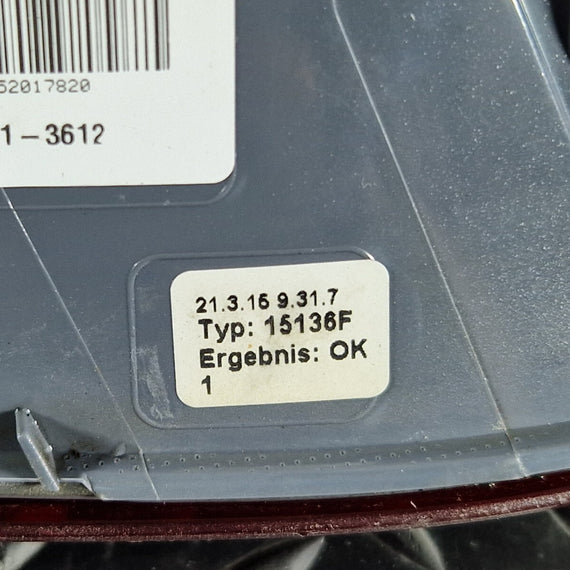 52017820
1-3612
21.3.15 9.31.7
Typ: 15136F
Ergebnis: OK
1